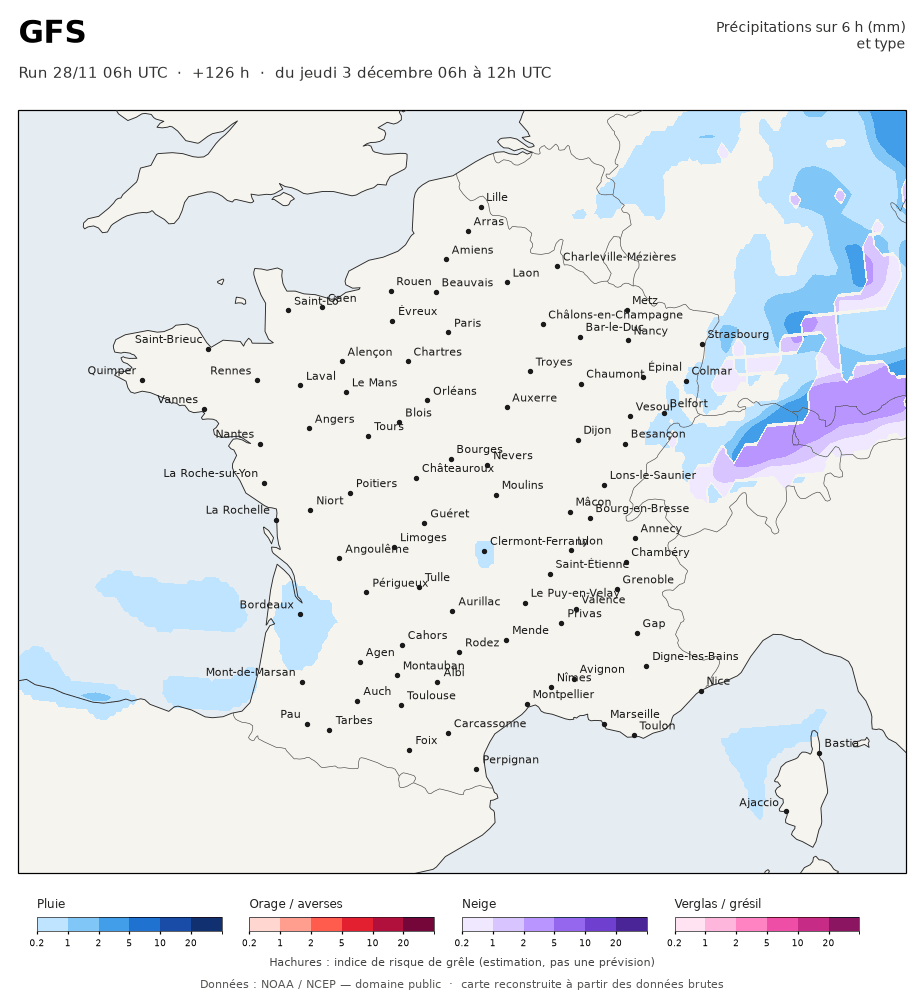 GFS
Précipitations sur 6 h (mm)
et type
Run 28/11 06h UTC · +126 h · du jeudi 3 décembre 06h à 12h UTC
Lille
Arras
Amiens
Charleville-Mézières
Laon
Rouen
Beauvais
Saint-Lô
Caen
Metz
Évreux
Châlons-en-Champagne
Paris
Bar-le-Duc
Nancy
Strasbourg
Saint-Brieuc
Alençon
Chartres
Troyes
Épinal
Quimper
Rennes
Laval
Le Mans
Chaumont
Colmar
Orléans
Vannes
Auxerre
Belfort
Blois
Vesoul
Angers
Tours
Nantes
Dijon
Besançon
Bourges
Nevers
La Roche-sur-Yon
Châteauroux
Lons-le-Saunier
Poitiers
Moulins
Niort
Mâcon
Bourg-en-Bresse
La Rochelle
Guéret
Annecy
Limoges
Clermont-Ferrand
Lyon
Angoulême
Chambéry
Saint-Étienne
Périgueux
Tulle
Grenoble
Le Puy-en-Velay
Valence
Bordeaux
Aurillac
Privas
Gap
Mende
Cahors
Rodez
Agen
Digne-les-Bains
Mont-de-Marsan
Montauban
Albi
Avignon
Nîmes
Nice
Auch
Toulouse
Montpellier
Pau
Tarbes
Marseille
Carcassonne
Toulon
Foix
Bastia
Perpignan
Ajaccio
Pluie
Orage / averses
Neige
Verglas / grésil
0.2 1 2 5 10 20
0.2 1 2 5 10 20
0.2 1 2 5 10 20
0.2 1 2 5 10 20
Hachures : indice de risque de grêle (estimation, pas une prévision)
Données : NOAA / NCEP — domaine public · carte reconstruite à partir des données brutes